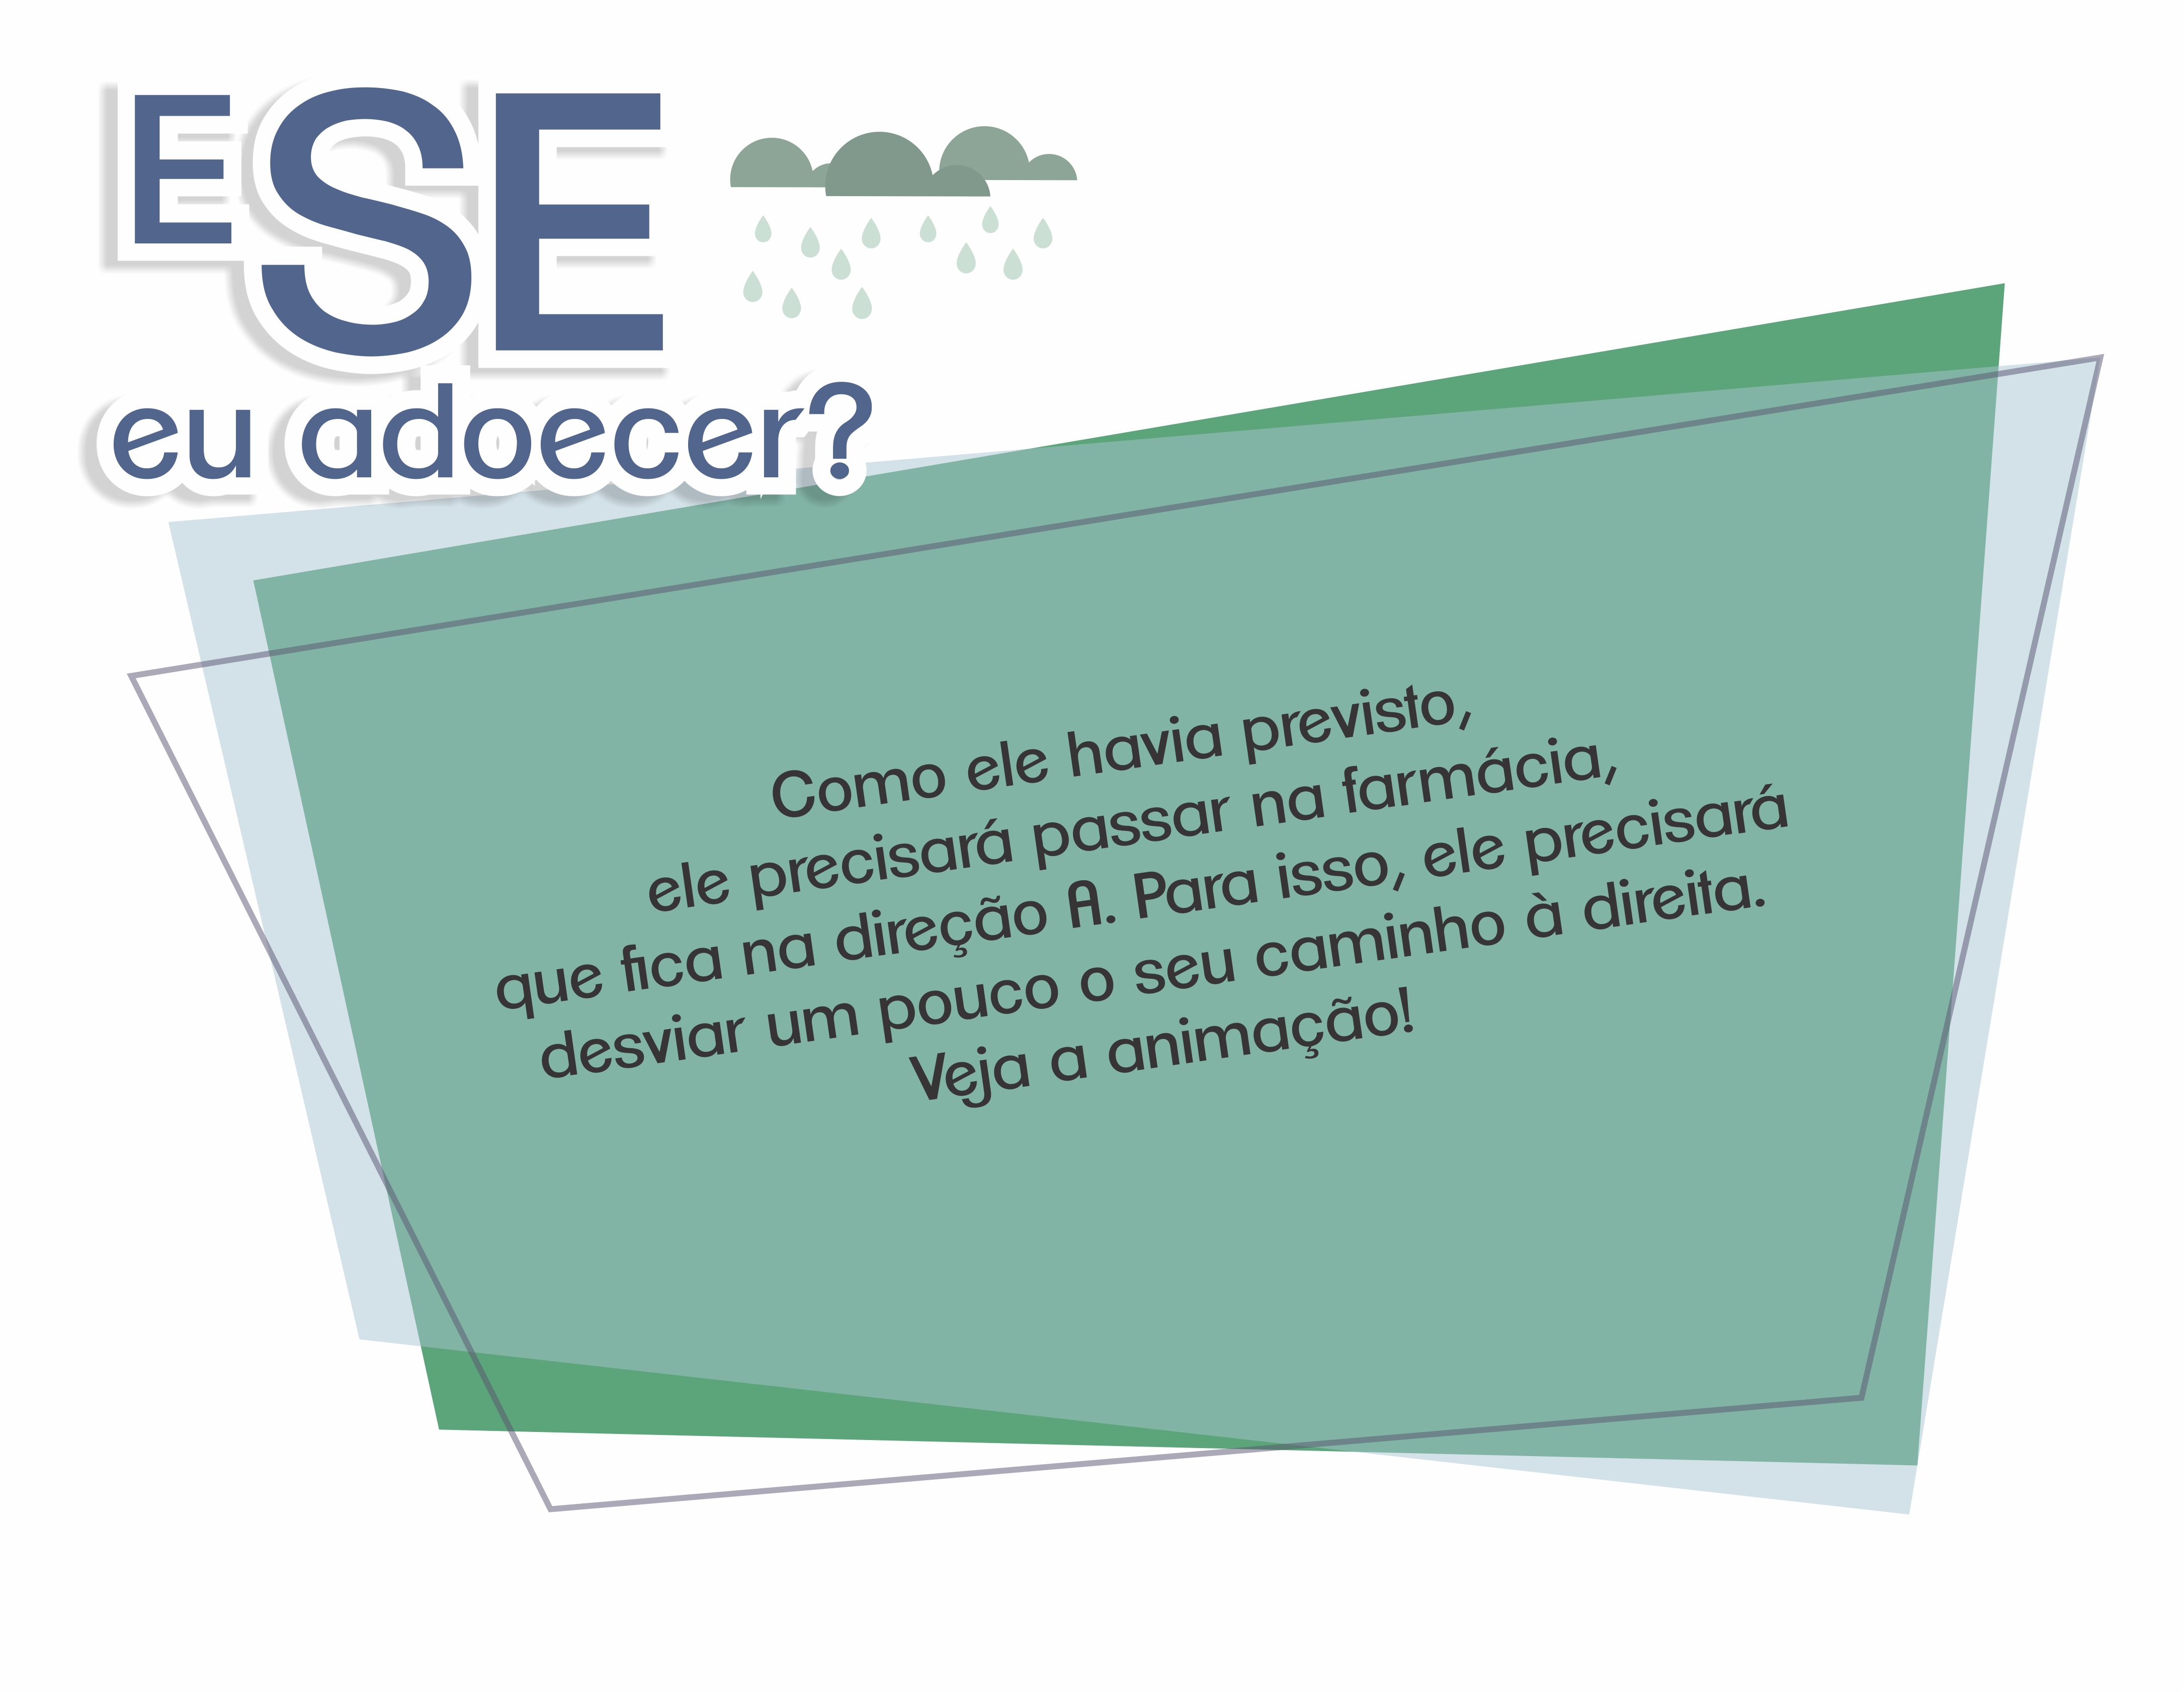 E SE
eu adoecer?
Como ele havia previsto,
ele precisará passar na farmácia,
que fica na direção A. Para isso, ele precisará
desviar um pouco o seu caminho à direita.
Veja a animação!